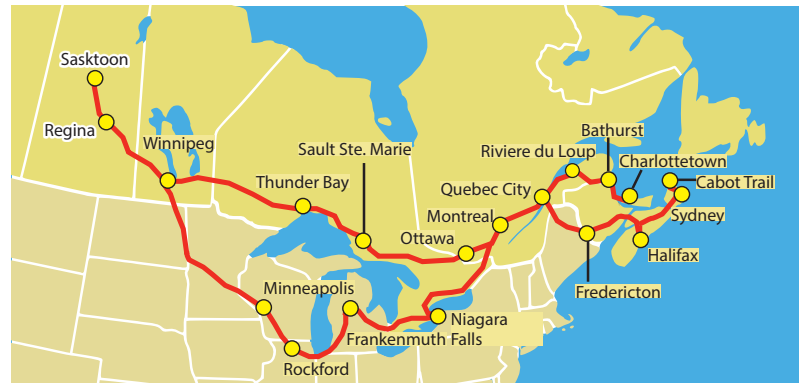 Sasktoon
Regina
Winnipeg
Sault Ste. Marie
Thunder Bay
Ottawa
Montreal
Quebec City
Riviere du Loup
Bathurst
Charlottetown
Cabot Trail
Sydney
Halifax
Fredericton
Minneapolis
Niagara
Frankenmuth Falls
Rockford